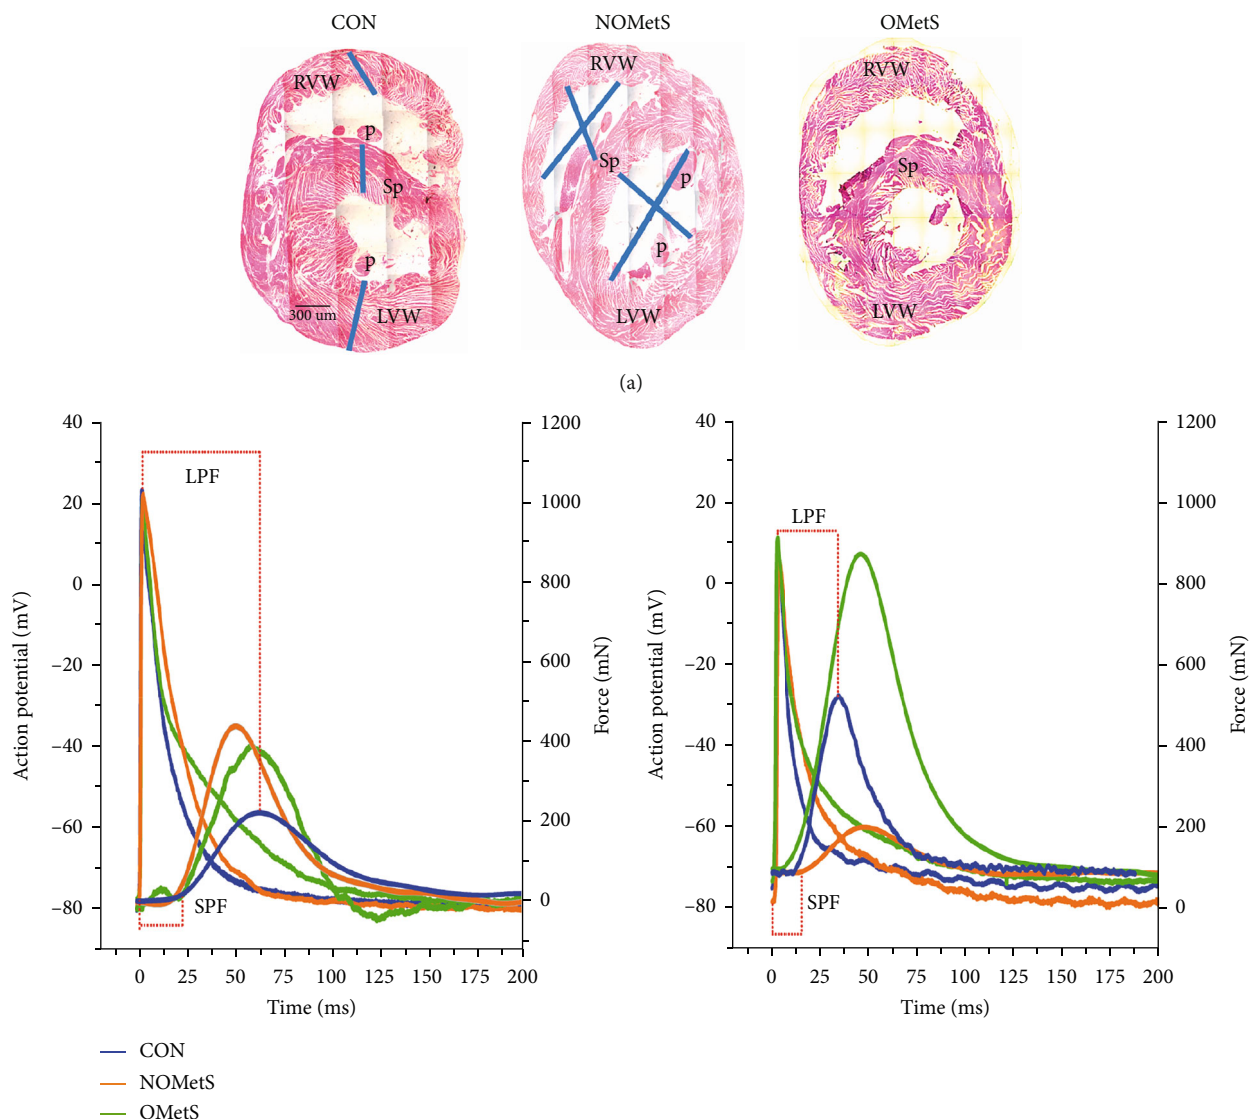 CON NOMetS OMetS
RVW RVW RVW
p Sp p LVW
300 um
Sp p p LVW
Sp LVW
(a)
40 20 0 −20 −40 −60 −80
Action potential (mV)
1200 1000 800 600 400 200 0
Force (mN)
LPF
SPF
0 25 50 75 100 125 150 175 200
Time (ms)
40 20 0 −20 −40 −60 −80
Action potential (mV)
1200 1000 800 600 400 200 0
Force (mN)
LPF
SPF
0 25 50 75 100 125 150 175 200
Time (ms)
CON
NOMetS
OMetS